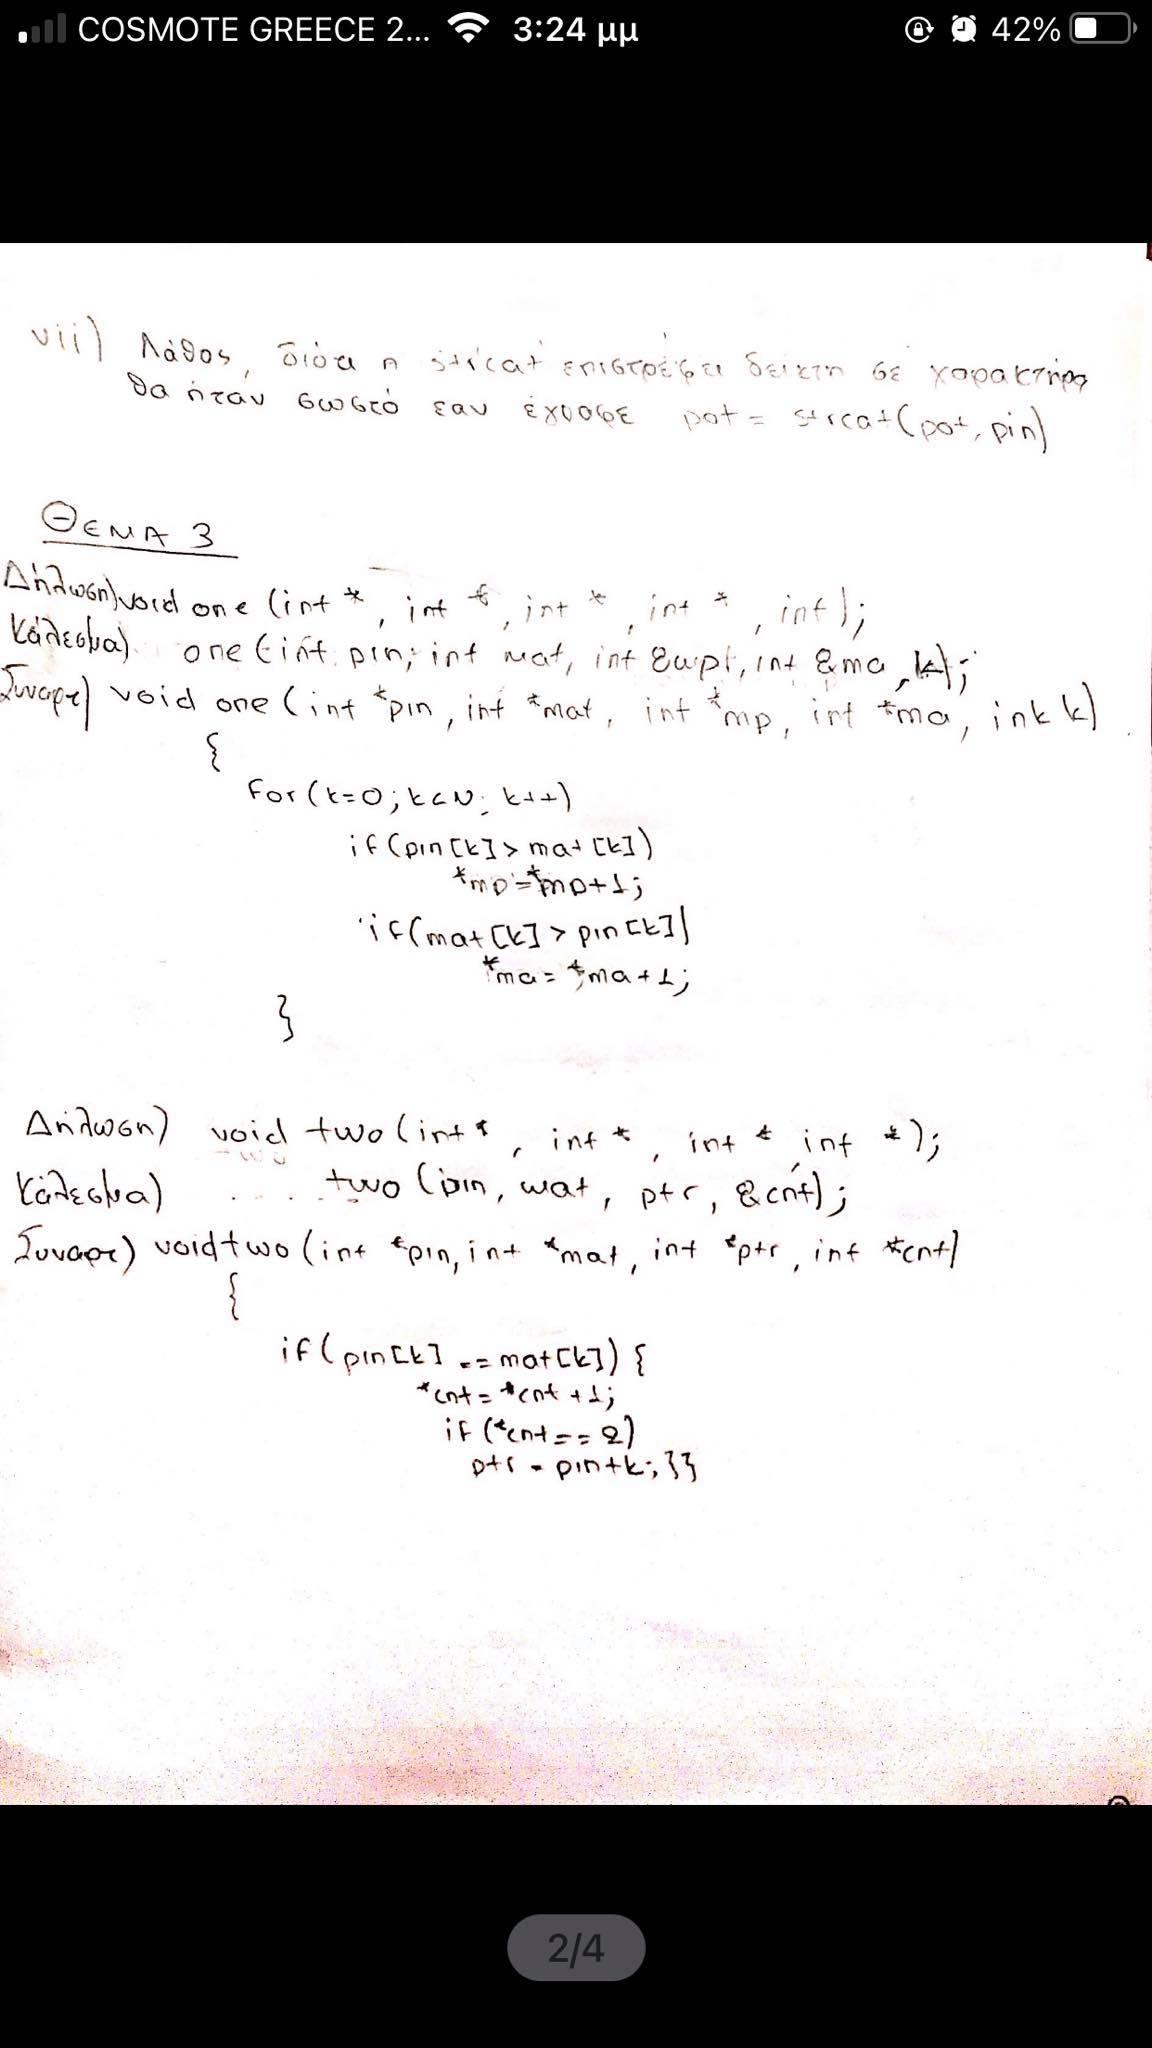 COSMOTE GREECE 2... 3:24 μμ 42%
vii) Λάθος, διότι η strcat επιστρέφει δείκτη σε χαρακτήρα
θα ήταν σωστό εαν έγραφε pot = strcat(pot, pin)
ΘΕΜΑ 3
Δήλωση) void one (int *, int *, int *, int *, int);
Κάλεσμα) one (int pin, int mat, int &mpt, int &ma, k);
Συναρτ) void one (int *pin, int *mat, int *mp, int *ma, ink k)
{
for(k=0; k<N; k++)
if(pin[k] > mat[k])
*mp=*mp+1;
if(mat[k] > pin[k])
*ma = *ma+1;
}
Δήλωση) void two (int *, int *, int * int *);
Κάλεσμα) two (pin, mat, ptr, &cnt);
Συναρτ) void two (int *pin, int *mat, int *ptr, int *cnt)
{
if(pin[k] == mat[k]) {
*cnt = *cnt +1;
if (*cnt == 2)
ptr = pin+k; }}
2/4